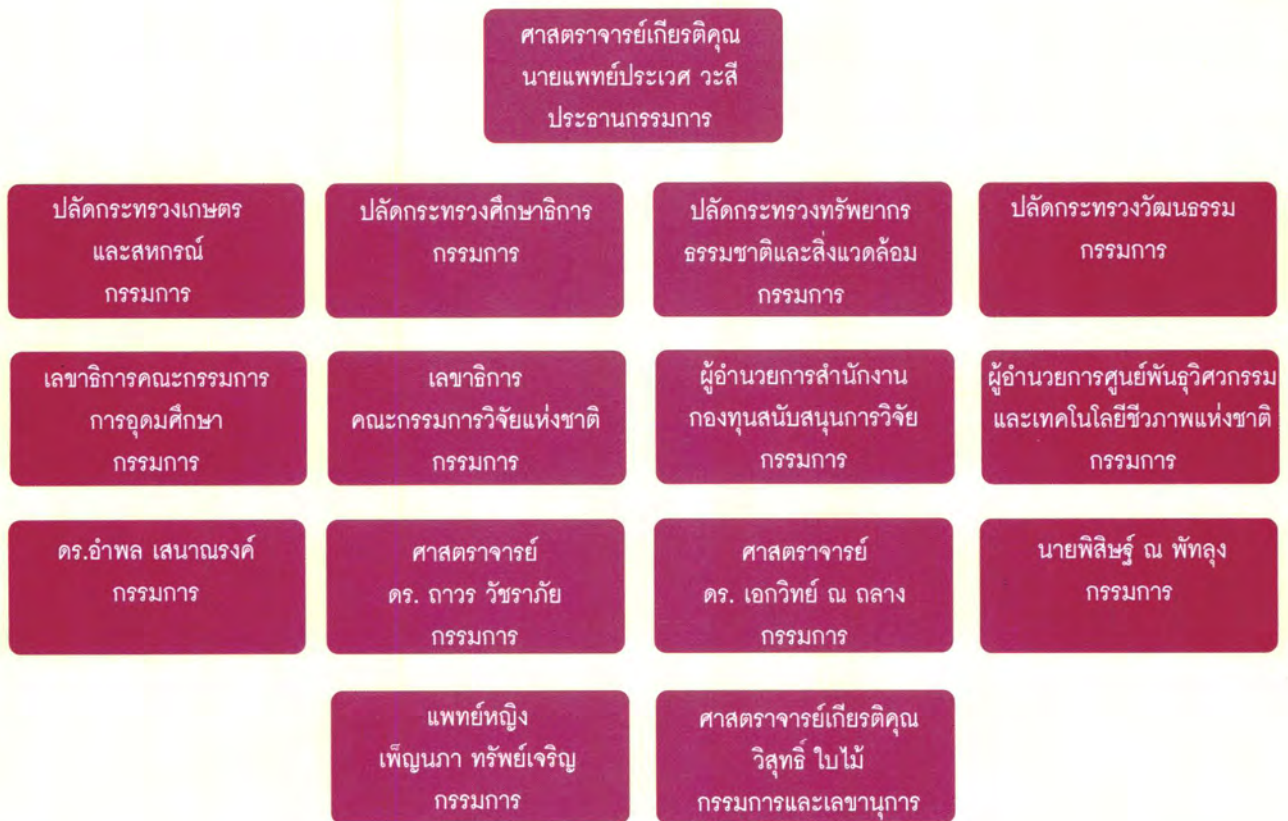 ศาสตราจารย์เกียรติคุณ
นายแพทย์ประเวศ วะสี
ประธานกรรมการ
ปลัดกระทรวงเกษตร
และสหกรณ์
กรรมการ
ปลัดกระทรวงศึกษาธิการ
กรรมการ
ปลัดกระทรวงทรัพยากร
ธรรมชาติและสิ่งแวดล้อม
กรรมการ
ปลัดกระทรวงวัฒนธรรม
กรรมการ
เลขาธิการคณะกรรมการ
การอุดมศึกษา
กรรมการ
เลขาธิการ
คณะกรรมการวิจัยแห่งชาติ
กรรมการ
ผู้อำนวยการสำนักงาน
กองทุนสนับสนุนการวิจัย
กรรมการ
ผู้อำนวยการศูนย์พันธุวิศวกรรม
และเทคโนโลยีชีวภาพแห่งชาติ
กรรมการ
ดร.อำพล เสนาณรงค์
กรรมการ
ศาสตราจารย์
ดร. ถาวร วัชราภัย
กรรมการ
ศาสตราจารย์
ดร. เอกวิทย์ ณ ถลาง
กรรมการ
นายพิสิษฐ์ ณ พัทลุง
กรรมการ
แพทย์หญิง
เพ็ญนภา ทรัพย์เจริญ
กรรมการ
ศาสตราจารย์เกียรติคุณ
วิสุทธิ์ ใบไม้
กรรมการและเลขานุการ